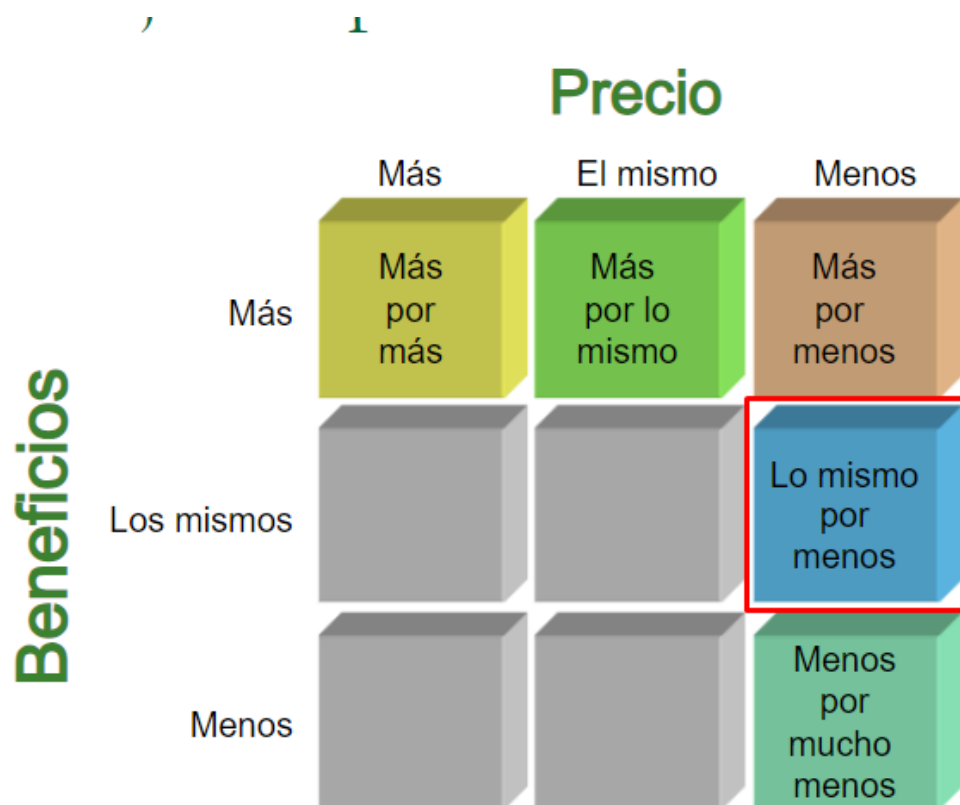 Precio
Más
El mismo
Menos
Más
Más
por
más
Más
por lo
mismo
Más
por
menos
Beneficios
Los mismos
Lo mismo
por
menos
Menos
Menos
por
mucho
menos